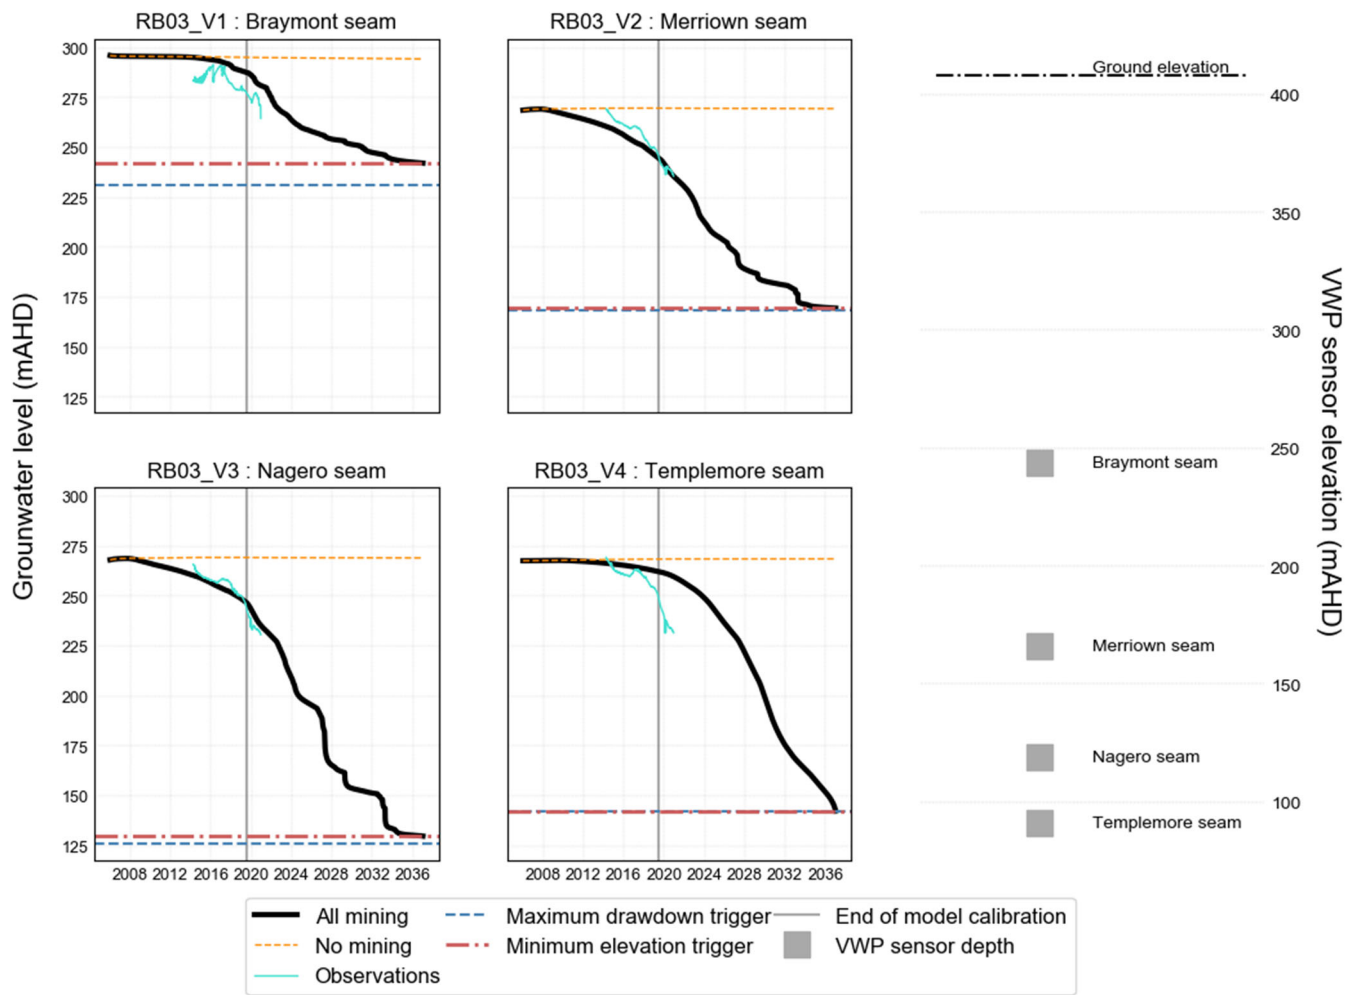 RB03_V1 : Braymont seam
RB03_V2 : Merriown seam
300
275
250
225
200
175
150
125
Ground elevation
400
350
300
250
200
150
100
Braymont seam
Merriown seam
Nagero seam
Templemore seam
Grounwater level (mAHD)
VWP sensor elevation (mAHD)
RB03_V3 : Nagero seam
RB03_V4 : Templemore seam
300
275
250
225
200
175
150
125
2008 2012 2016 2020 2024 2028 2032 2036
2008 2012 2016 2020 2024 2028 2032 2036
All mining
No mining
Observations
Maximum drawdown trigger
Minimum elevation trigger
End of model calibration
VWP sensor depth